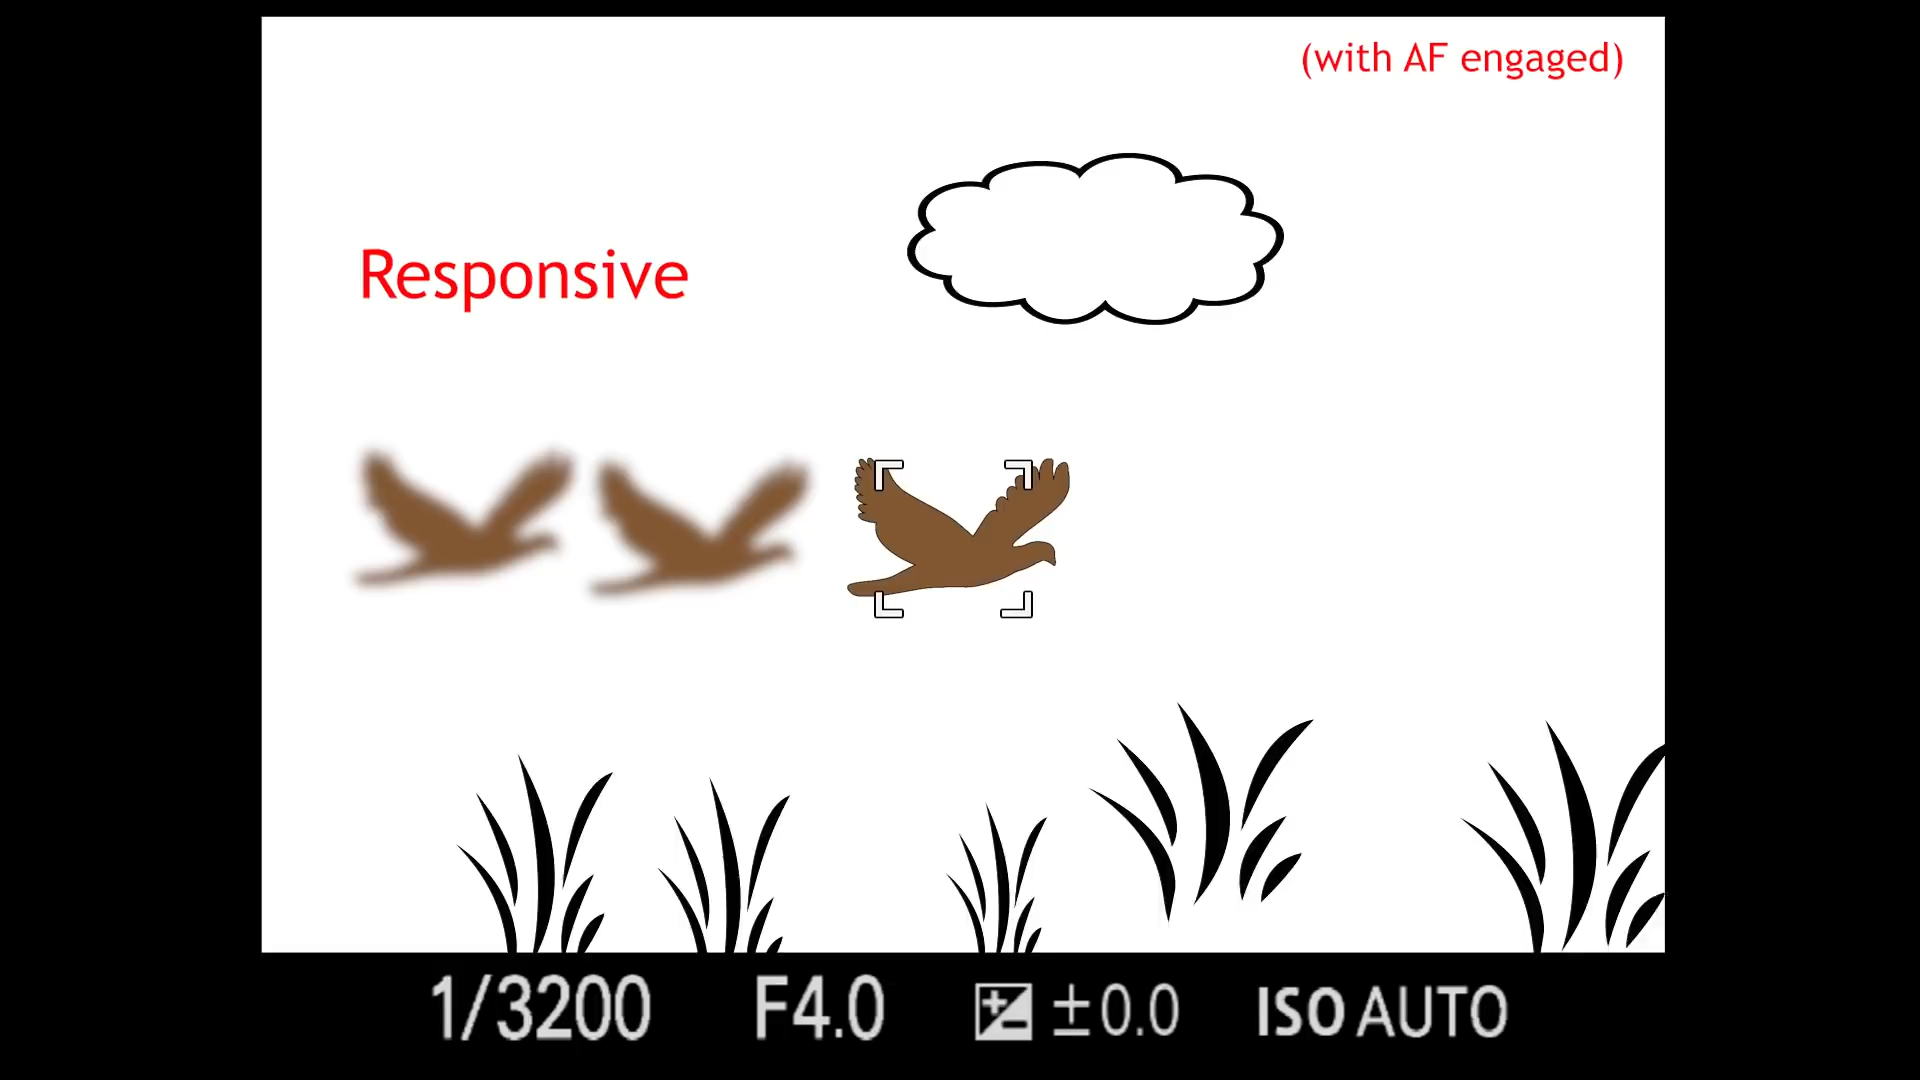 (with AF engaged)
Responsive
1/3200 F4.0 ±0.0 ISO AUTO